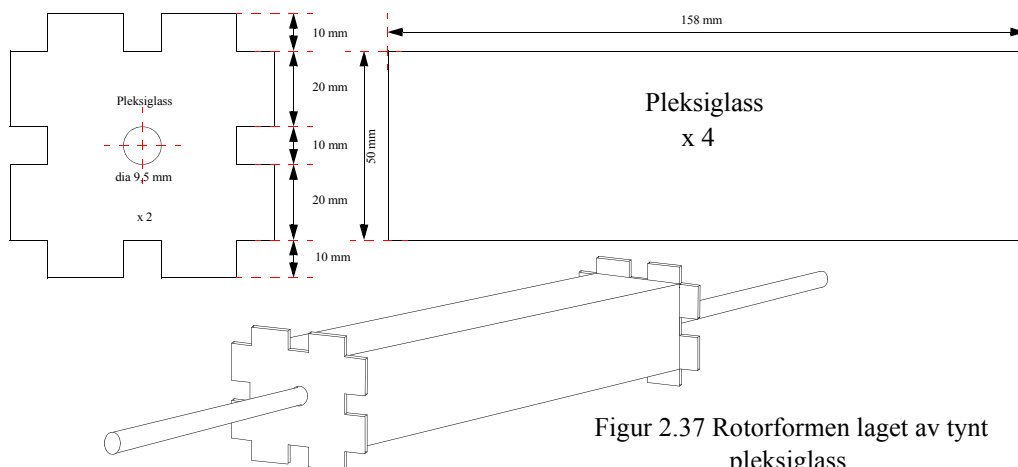 158 mm
10 mm
20 mm
Pleksiglass
dia 9,5 mm
x 2
10 mm
20 mm
10 mm
50 mm
Pleksiglass
x 4
Figur 2.37 Rotorformen laget av tynt
pleksiglass